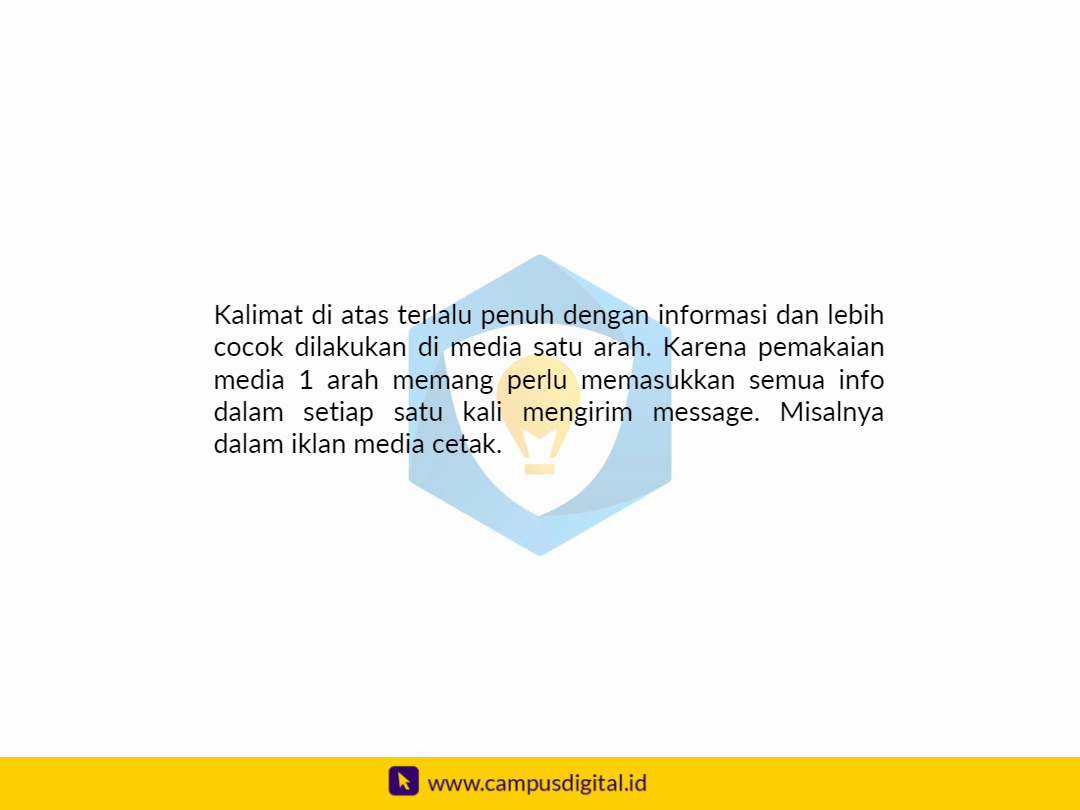 Kalimat di atas terlalu penuh dengan informasi dan lebih
cocok dilakukan di media satu arah. Karena pemakaian
media 1 arah memang perlu memasukkan semua info
dalam setiap satu kali mengirim message. Misalnya
dalam iklan media cetak.
www.campusdigital.id